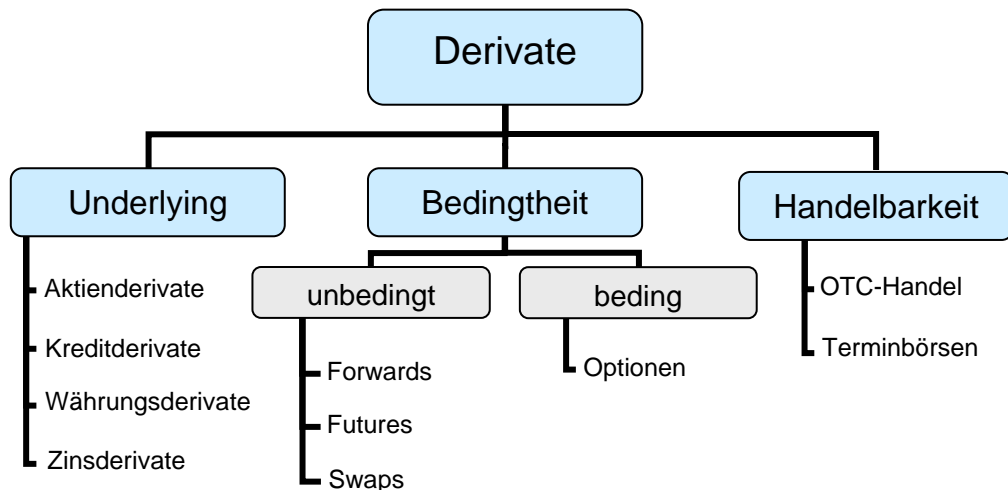 Derivate
Underlying
Bedingtheit
Handelbarkeit
Aktienderivate
Kreditderivate
Währungsderivate
Zinsderivate
unbedingt
beding
Forwards
Futures
Swaps
Optionen
OTC-Handel
Terminbörsen